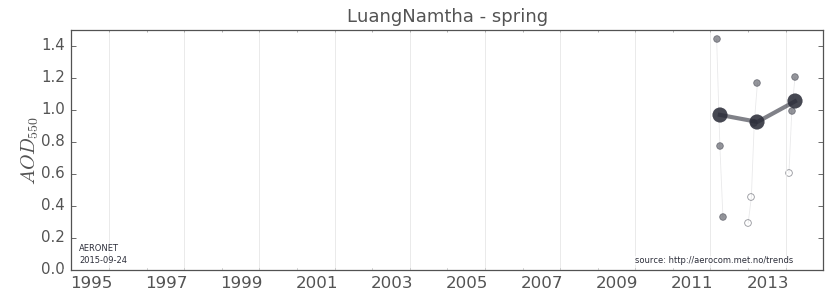 LuangNamtha - spring
1.4
1.2
1.0
0.8
0.6
0.4
0.2
0.0
AOD550
AERONET
2015-09-24
source: http://aerocom.met.no/trends
1995 1997 1999 2001 2003 2005 2007 2009 2011 2013